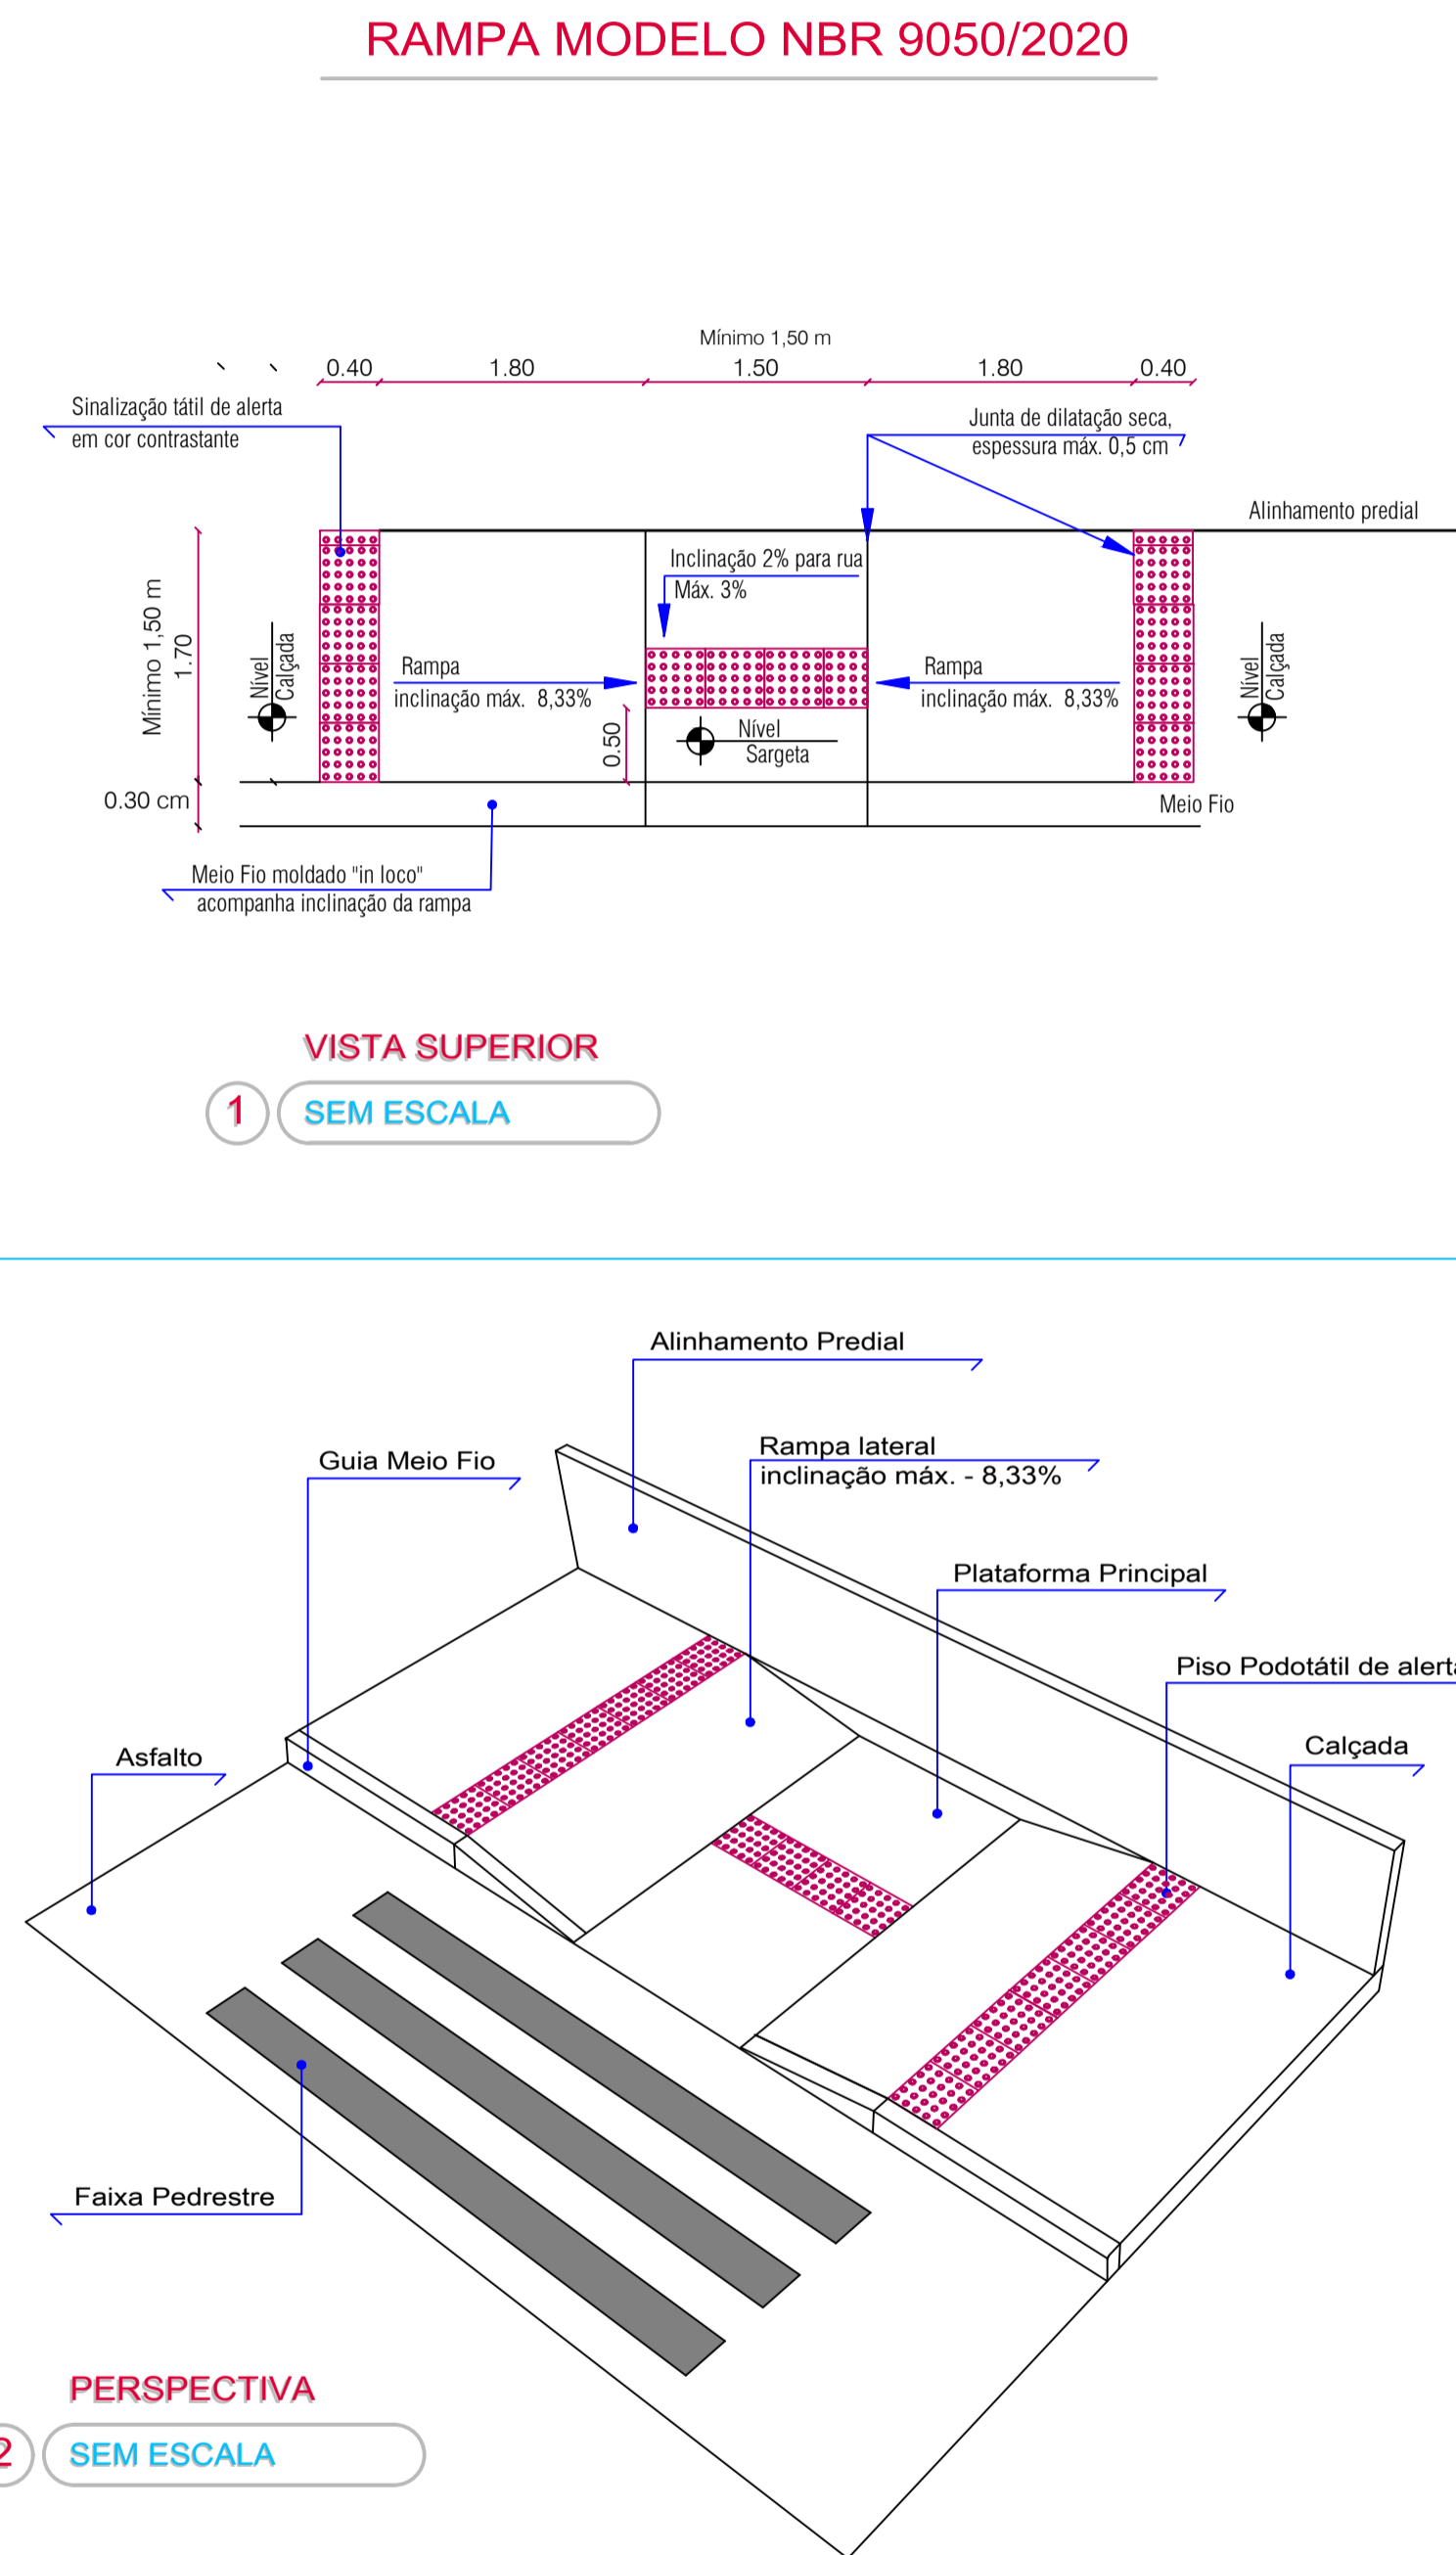 RAMPA MODELO NBR 9050/2020
Mínimo 1,50 m
0.40
1.80
1.50
1.80
0.40
Sinalização tátil de alerta
em cor contrastante
Junta de dilatação seca,
espessura máx. 0,5 cm
Alinhamento predial
Inclinação 2% para rua
Máx. 3%
Mínimo 1,50 m
1.70
Nível
Calçada
Rampa
inclinação máx. 8,33%
Rampa
inclinação máx. 8,33%
Nível
Calçada
0.50
Nível
Sargeta
0.30 cm
Meio Fio
Meio Fio moldado "in loco"
acompanha inclinação da rampa
VISTA SUPERIOR
1
SEM ESCALA
Alinhamento Predial
Rampa lateral
inclinação máx. - 8,33%
Guia Meio Fio
Plataforma Principal
Piso Podotátil de alerta
Calçada
Asfalto
Faixa Pedrestre
PERSPECTIVA
2
SEM ESCALA